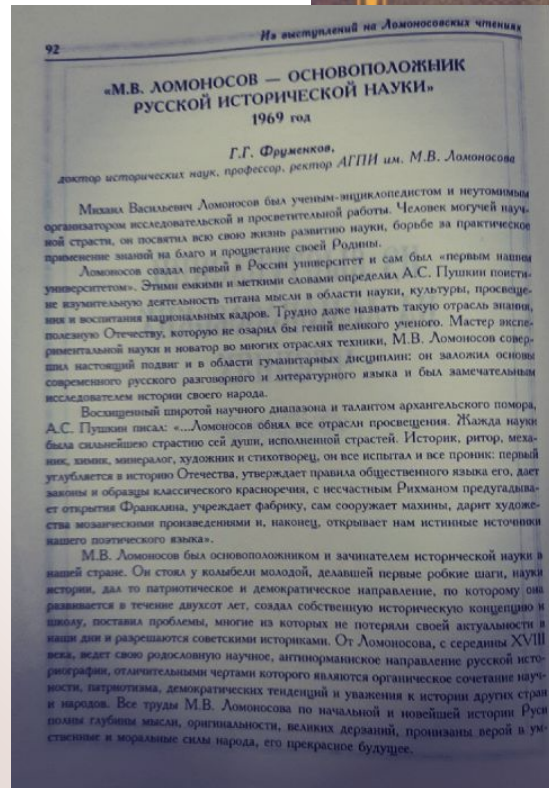 92
Из выступлений на Ломоносовских чтениях
«М.В. ЛОМОНОСОВ — ОСНОВОПОЛОЖНИК
РУССКОЙ ИСТОРИЧЕСКОЙ НАУКИ»
1969 год
Г.Г. Фруменков,
доктор исторических наук, профессор, ректор АГПИ им. М.В. Ломоносова
Михаил Васильевич Ломоносов был ученым-энциклопедистом и неутомимым
организатором исследовательской и просветительной работы. Человек могучей науч-
ной страсти, он посвятил всю свою жизнь развитию науки, борьбе за практическое
применение знаний на благо и процветание своей Родины.
Ломоносов создал первый в России университет и сам был «первым нашим
университетом». Этими емкими и меткими словами определил А.С. Пушкин поисти-
не изумительную деятельность титана мысли в области науки, культуры, просвеще-
ния и воспитания национальных кадров. Трудно даже назвать такую отрасль знания,
полезную Отечеству, которую не озарил бы гений великого ученого. Мастер экспе-
риментальной науки и новатор во многих отраслях техники, М.В. Ломоносов совер-
шил настоящий подвиг и в области гуманитарных дисциплин: он заложил основы
современного русского разговорного и литературного языка и был замечательным
исследователем истории своего народа.
Восхищенный широтой научного диапазона и талантом архангельского помора,
А.С. Пушкин писал: «...Ломоносов обнял все отрасли просвещения. Жажда науки
была сильнейшею страстию сей души, исполненной страстей. Историк, ритор, меха-
ник, химик, минералог, художник и стихотворец, он все испытал и все проник: первый
углубляется в историю Отечества, утверждает правила общественного языка его, дает
законы и образцы классического красноречия, с несчастным Рихманом предугадыва-
ет открытия Франклина, учреждает фабрику, сам сооружает махины, дарит художе-
ства мозаическими произведениями и, наконец, открывает нам истинные источники
нашего поэтического языка».
М.В. Ломоносов был основоположником и зачинателем исторической науки в
нашей стране. Он стоял у колыбели молодой, делавшей первые робкие шаги, науки
истории, дал то патриотическое и демократическое направление, по которому она
развивается в течение двухсот лет, создал собственную историческую концепцию и
школу, поставил проблемы, многие из которых не потеряли своей актуальности в
наши дни и разрешаются советскими историками. От Ломоносова, с середины XVIII
века, ведет свою родословную научное, антинорманнское направление русской исто-
риографии, отличительными чертами которого являются органическое сочетание науч-
ности, патриотизма, демократических тенденций и уважения к истории других стран
и народов. Все труды М.В. Ломоносова по начальной и новейшей истории Руси
полны глубины мысли, оригинальности, великих дерзаний, пронизаны верой в ум-
ственные и моральные силы народа, его прекрасное будущее.